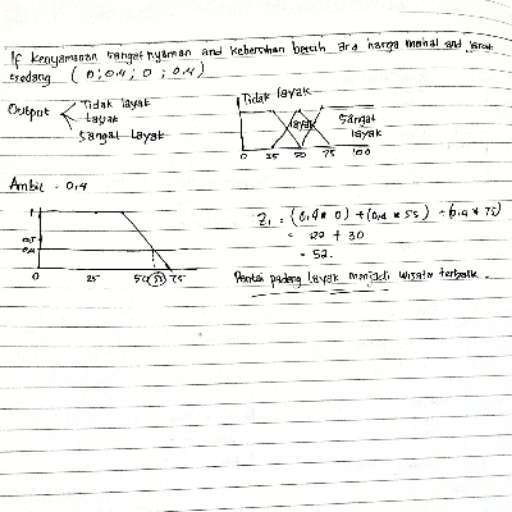 If kenyamanan sangat nyaman and kebersihan bersih and harga mahal and jarak
sedang (0; 0,4; 0; 0,4)
Output
Tidak layak
Layak
Sangat Layak
Tidak layak
layak
Sangat
layak
0 25 50 75 100
Ambil = 0,4
1
0,5
0,4
0 25 50 55 75
Z1 = (0,4 * 0) + (0,4 * 55) + (0,4 * 75)
= 22 + 30
= 52.
Pantai padang layak menjadi wisata terbaik.